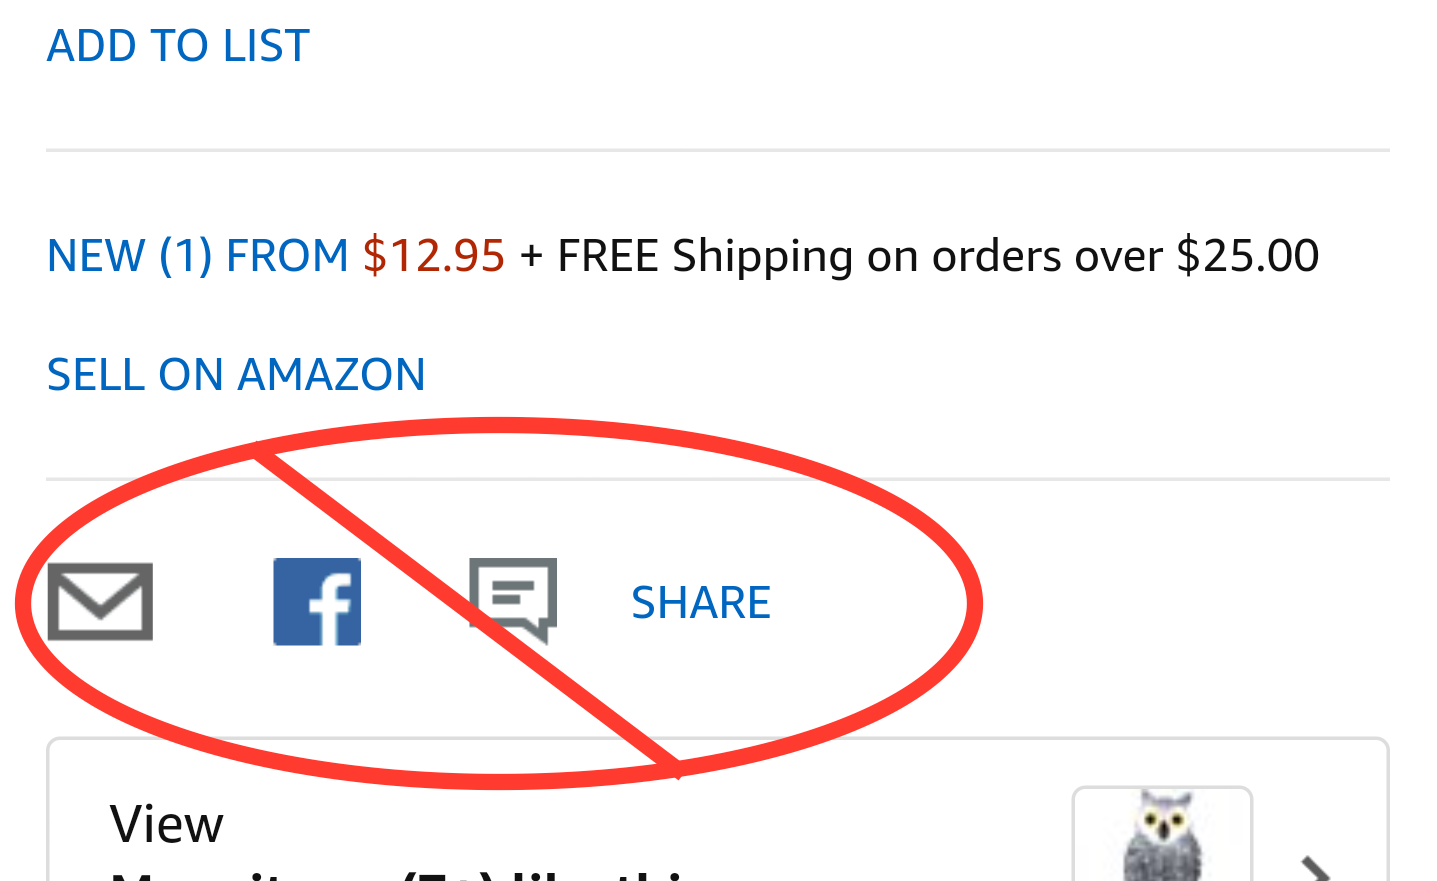 ADD TO LIST
NEW (1) FROM $12.95 + FREE Shipping on orders over $25.00
SELL ON AMAZON
f
SHARE
View